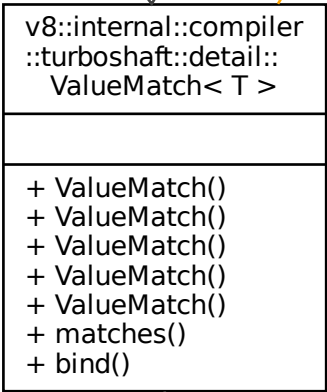 v8::internal::compiler
::turboshaft::detail::
ValueMatch< T >
+ ValueMatch()
+ ValueMatch()
+ ValueMatch()
+ ValueMatch()
+ ValueMatch()
+ matches()
+ bind()